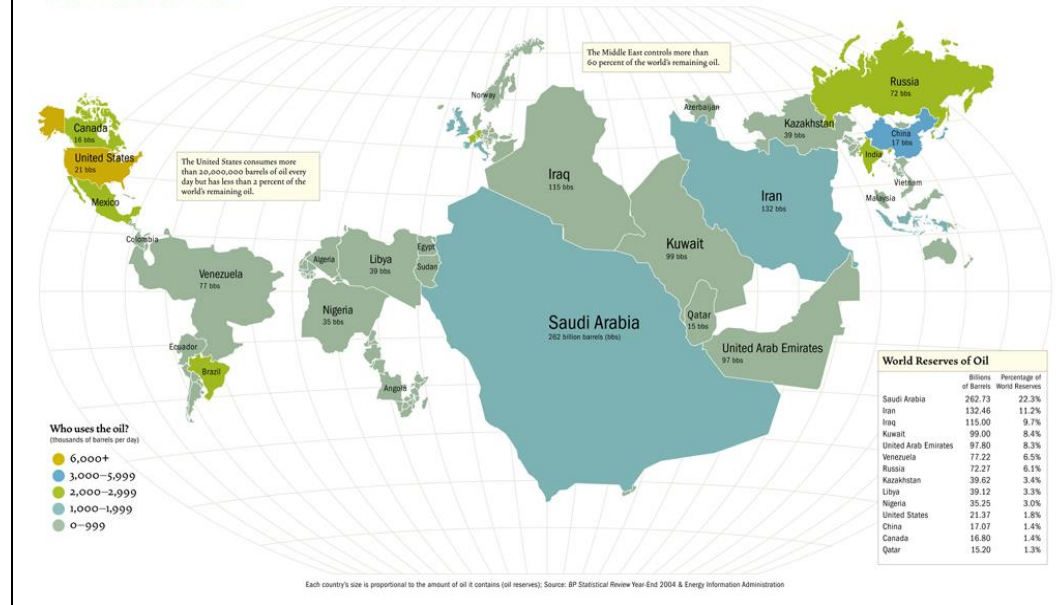 The Middle East controls more than
60 percent of the world's remaining oil.
Norway
Azerbaijan
Russia
72 bbs
Kazakhstan
39 bbs
China
17 bbs
India
Vietnam
Malaysia
Canada
16 bbs
United States
21 bbs
Mexico
The United States consumes more
than 20,000,000 barrels of oil every
day but has less than 2 percent of the
world's remaining oil.
Iraq
115 bbs
Iran
132 bbs
Kuwait
99 bbs
Colombia
Venezuela
77 bbs
Algeria
Libya
39 bbs
Egypt
Sudan
Nigeria
35 bbs
Saudi Arabia
262 billion barrels (bbs)
Qatar
15 bbs
United Arab Emirates
97 bbs
Ecuador
Brazil
Angola
Who uses the oil?
(thousands of barrels per day)
6,000+
3,000–5,999
2,000–2,999
1,000–1,999
0–999
World Reserves of Oil
Billions of Barrels Percentage of World Reserves
Saudi Arabia 262.73 22.3%
Iran 132.46 11.2%
Iraq 115.00 9.7%
Kuwait 99.00 8.4%
United Arab Emirates 97.80 8.3%
Venezuela 77.22 6.5%
Russia 72.27 6.1%
Kazakhstan 39.62 3.4%
Libya 39.12 3.3%
Nigeria 35.25 3.0%
United States 21.37 1.8%
China 17.07 1.4%
Canada 16.80 1.4%
Qatar 15.20 1.3%
Each country's size is proportional to the amount of oil it contains (oil reserves); Source: BP Statistical Review Year-End 2004 & Energy Information Administration